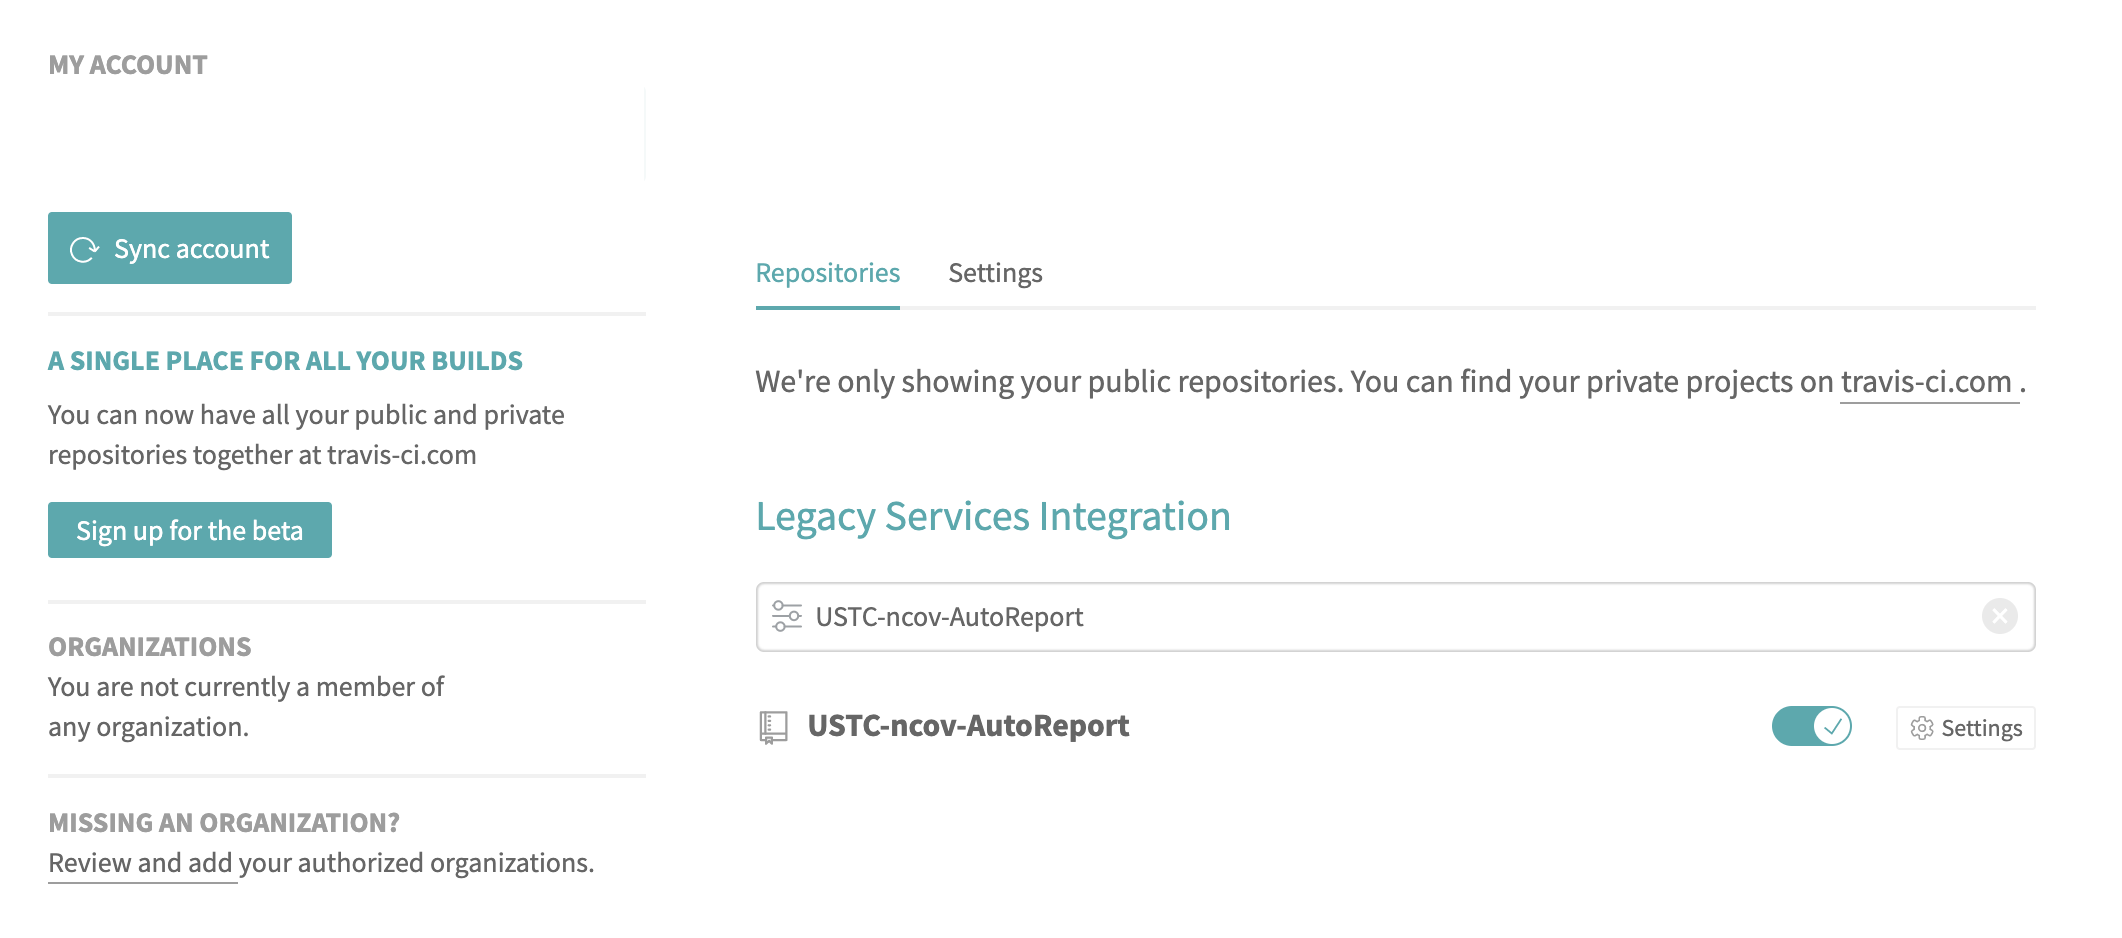 MY ACCOUNT
Sync account
A SINGLE PLACE FOR ALL YOUR BUILDS
You can now have all your public and private
repositories together at travis-ci.com
Sign up for the beta
ORGANIZATIONS
You are not currently a member of
any organization.
MISSING AN ORGANIZATION?
Review and add your authorized organizations.
Repositories
Settings
We're only showing your public repositories. You can find your private projects on travis-ci.com .
Legacy Services Integration
USTC-ncov-AutoReport
USTC-ncov-AutoReport
Settings